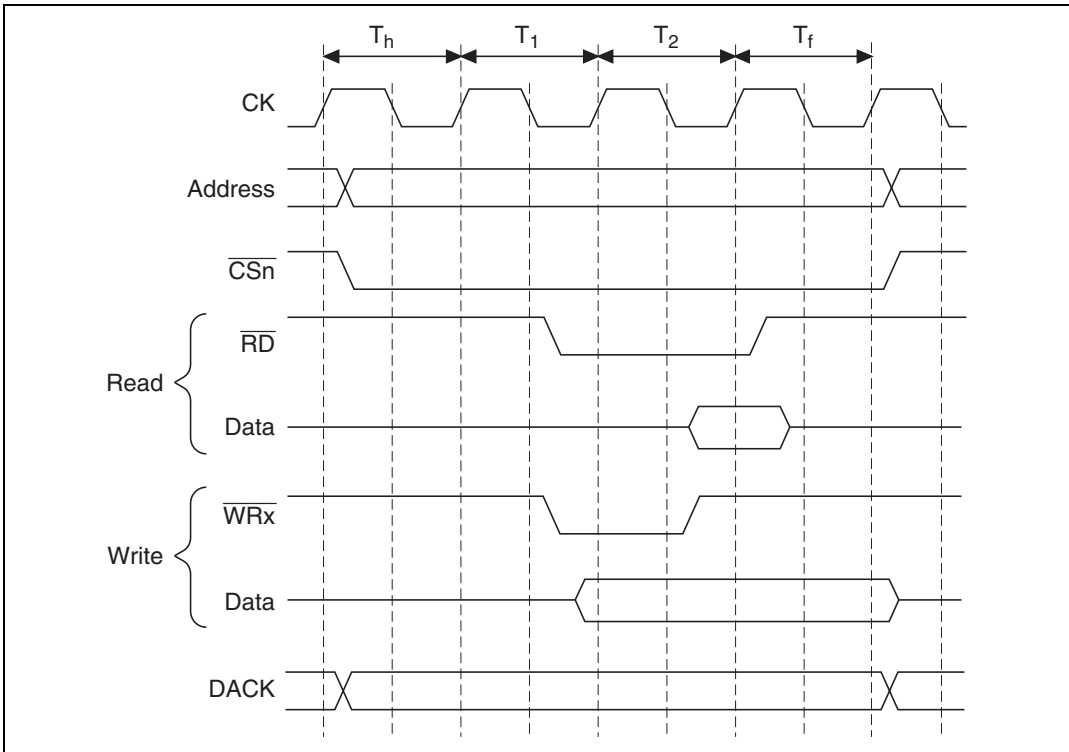 Th T1 T2 Tf
CK
Address
CSn
RD
Read
Data
WRx
Write
Data
DACK